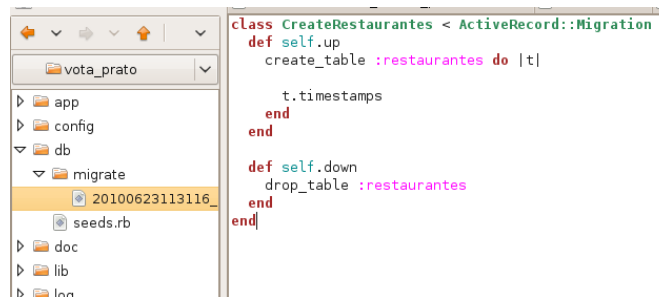 vota_prato
app
config
db
migrate
20100623113116_
seeds.rb
doc
lib
log
class CreateRestaurantes < ActiveRecord::Migration
  def self.up
    create_table :restaurantes do |t|
      t.timestamps
    end
  end
  def self.down
    drop_table :restaurantes
  end
end